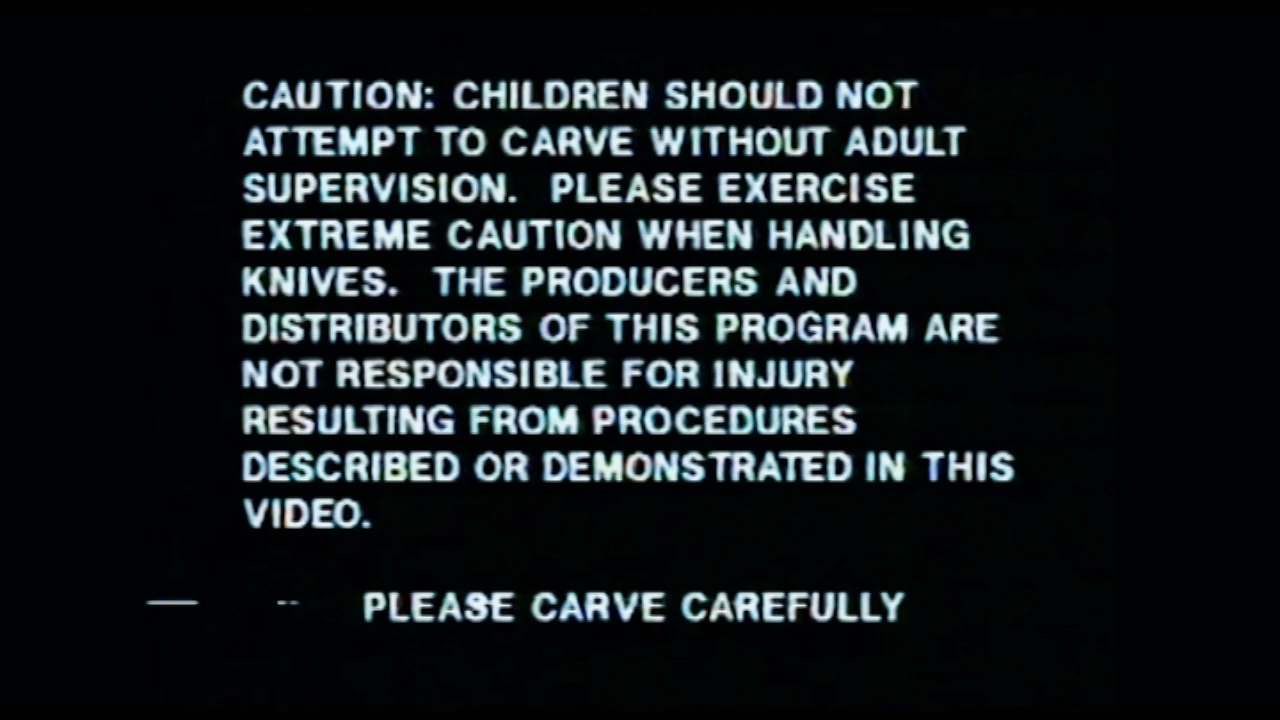 CAUTION: CHILDREN SHOULD NOT
ATTEMPT TO CARVE WITHOUT ADULT
SUPERVISION.  PLEASE EXERCISE
EXTREME CAUTION WHEN HANDLING
KNIVES.  THE PRODUCERS AND
DISTRIBUTORS OF THIS PROGRAM ARE
NOT RESPONSIBLE FOR INJURY
RESULTING FROM PROCEDURES
DESCRIBED OR DEMONSTRATED IN THIS
VIDEO.
PLEASE CARVE CAREFULLY